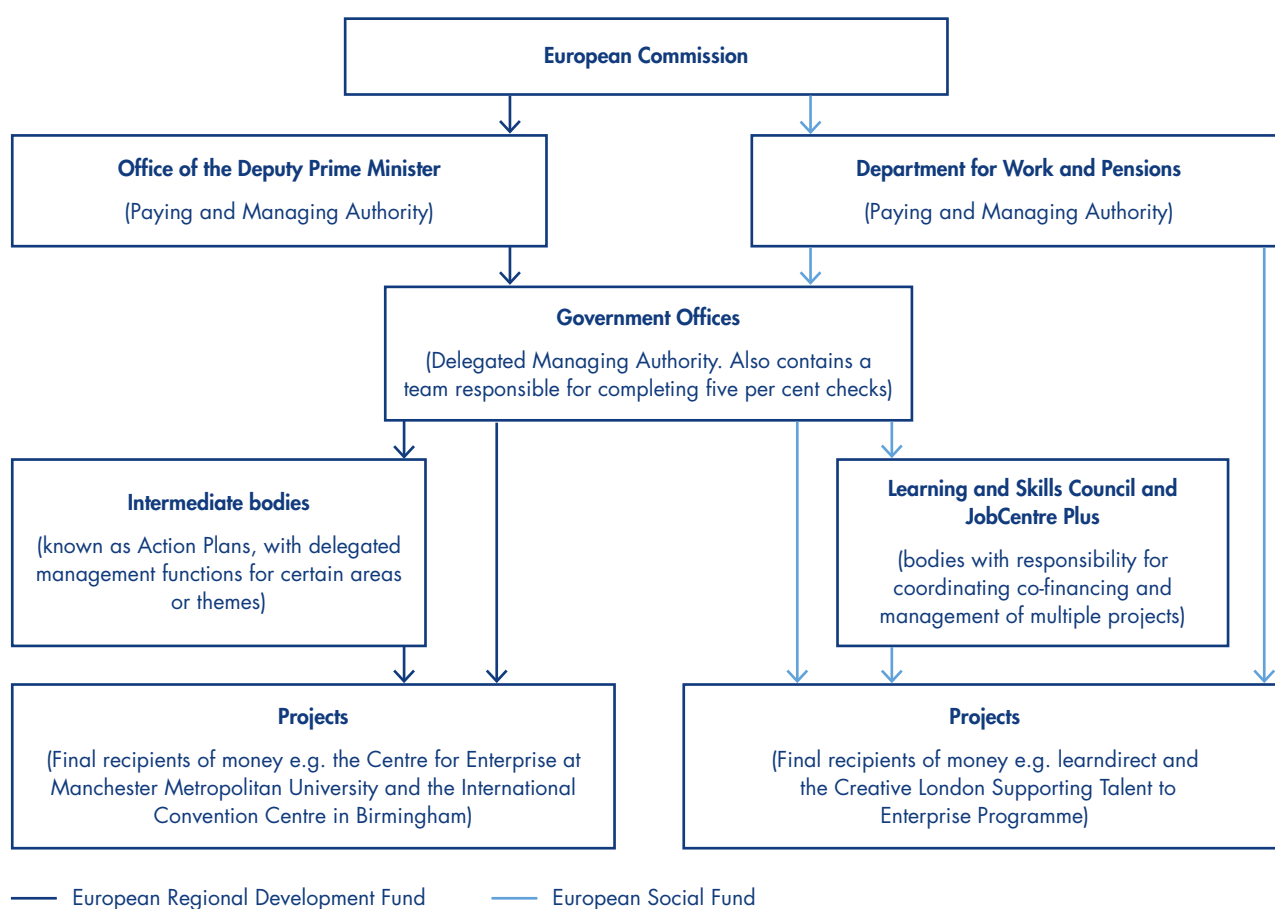 European Commission
Office of the Deputy Prime Minister
(Paying and Managing Authority)
Department for Work and Pensions
(Paying and Managing Authority)
Government Offices
(Delegated Managing Authority. Also contains a
team responsible for completing five per cent checks)
Intermediate bodies
(known as Action Plans, with delegated
management functions for certain areas
or themes)
Learning and Skills Council and
JobCentre Plus
(bodies with responsibility for
coordinating co-financing and
management of multiple projects)
Projects
(Final recipients of money e.g. the Centre for Enterprise at
Manchester Metropolitan University and the International
Convention Centre in Birmingham)
Projects
(Final recipients of money e.g. learndirect and
the Creative London Supporting Talent to
Enterprise Programme)
European Regional Development Fund
European Social Fund